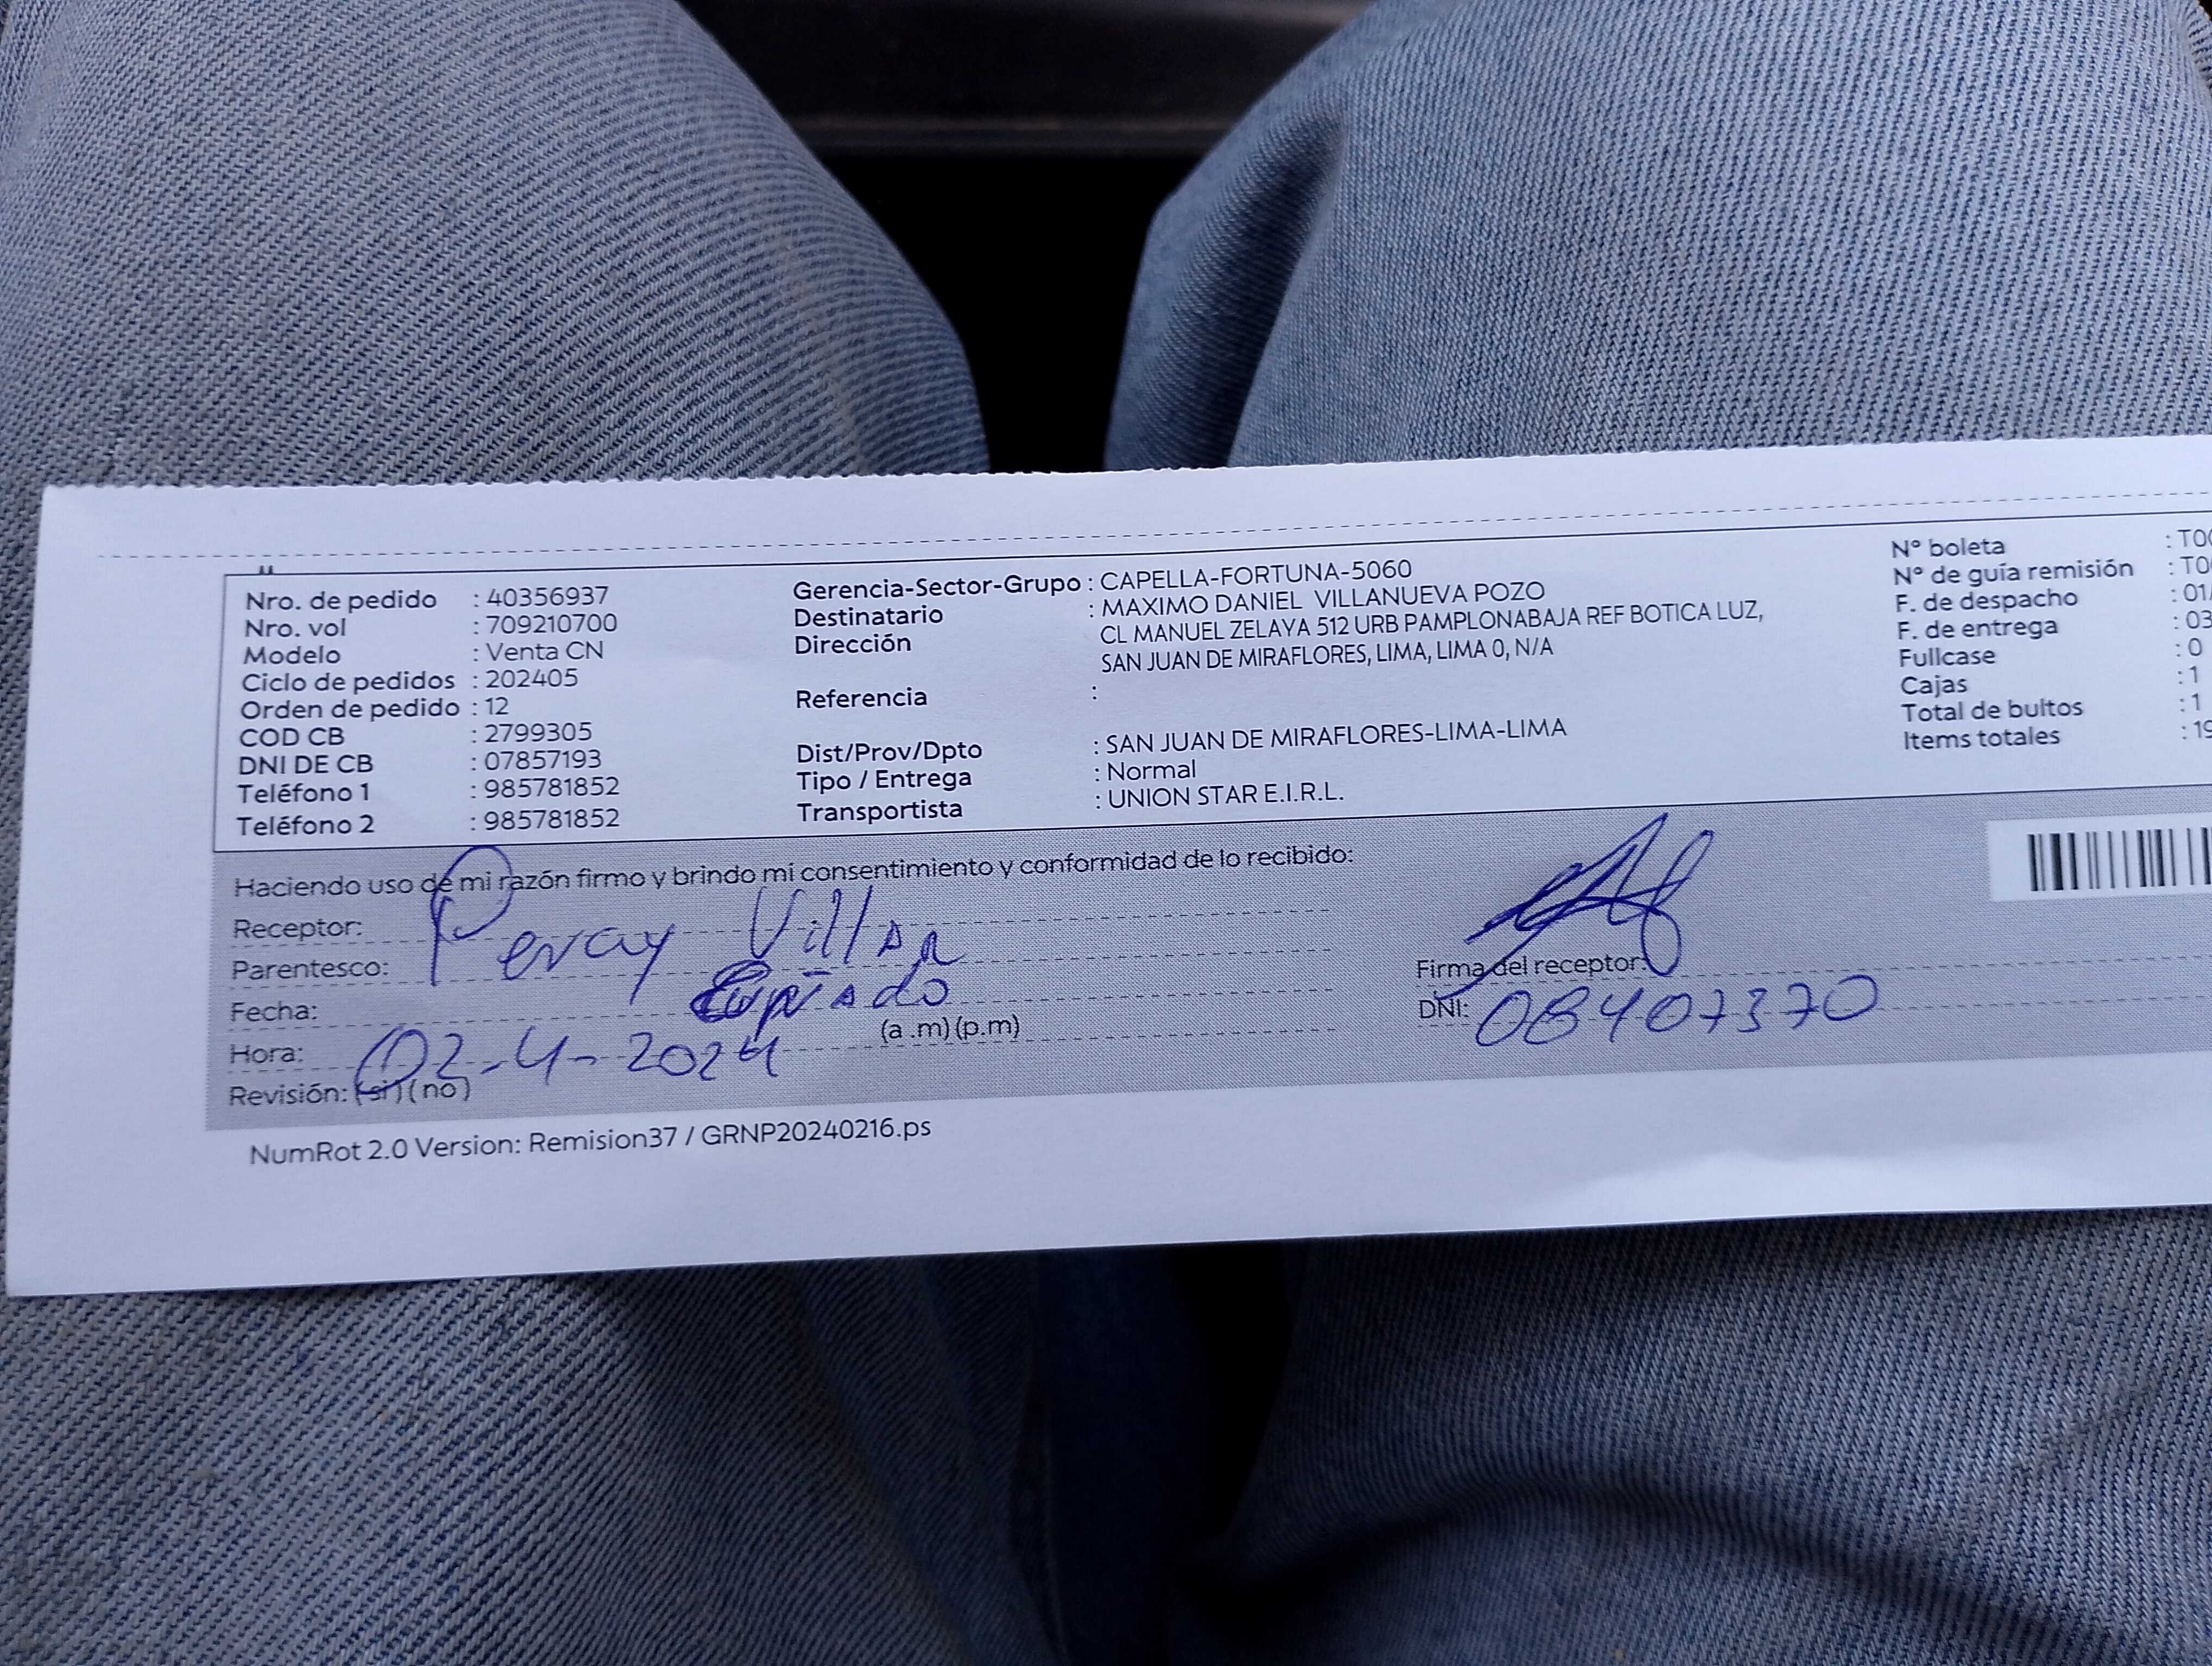 Nro. de pedido : 40356937
Nro. vol : 709210700
Modelo : Venta CN
Ciclo de pedidos : 202405
Orden de pedido : 12
COD CB : 2799305
DNI DE CB : 07857193
Teléfono 1 : 985781852
Teléfono 2 : 985781852
Gerencia-Sector-Grupo : CAPELLA-FORTUNA-5060
Destinatario : MAXIMO DANIEL VILLANUEVA POZO
Dirección CL MANUEL ZELAYA 512 URB PAMPLONABAJA REF BOTICA LUZ,
SAN JUAN DE MIRAFLORES, LIMA, LIMA 0, N/A
Referencia :
Dist/Prov/Dpto : SAN JUAN DE MIRAFLORES-LIMA-LIMA
Tipo / Entrega : Normal
Transportista : UNION STAR E.I.R.L.
N° boleta : T00
N° de guía remisión : T0
F. de despacho : 01/
F. de entrega : 03
Fullcase : 0
Cajas : 1
Total de bultos : 1
Items totales : 19
Haciendo uso de mi razón firmo y brindo mi consentimiento y conformidad de lo recibido:
Receptor:
Parentesco: Cuñado
Fecha:
Hora: 02-4-2024 (a .m) (p.m)
Revisión: (si) (no)
Firma del receptor:
DNI: 08407370
NumRot 2.0 Version: Remision37 / GRNP20240216.ps